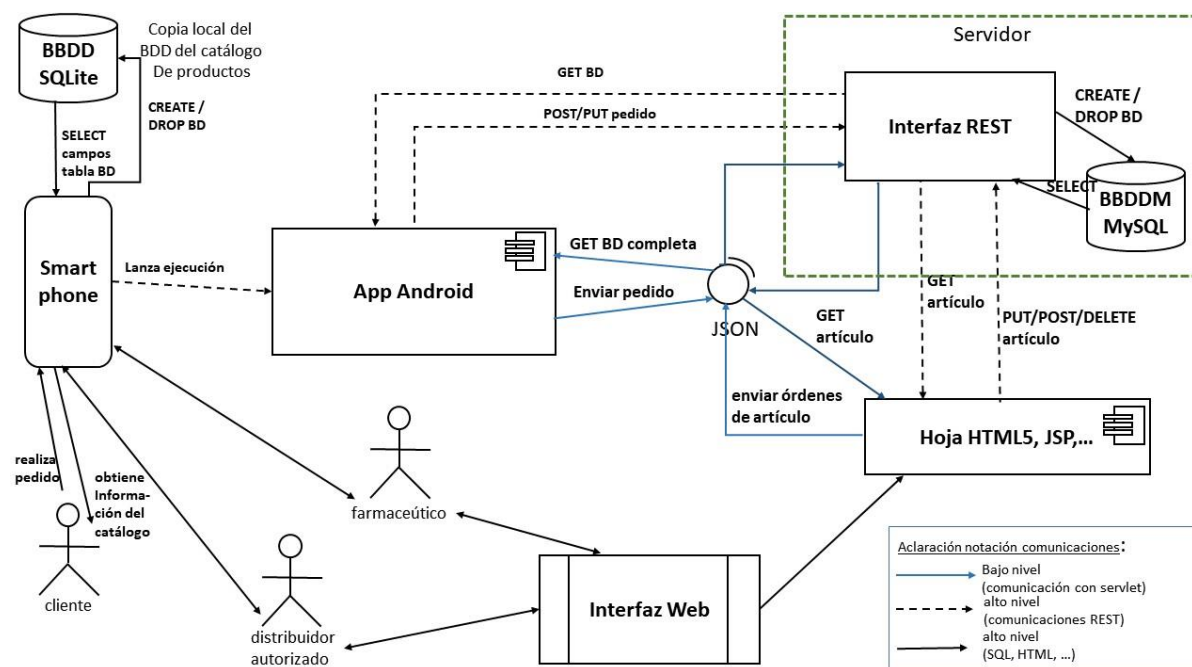 BBDD
SQLite
Copia local del
BDD del catálogo
De productos
CREATE /
DROP BD
SELECT
campos
tabla BD
Smart
phone
Lanza ejecución
GET BD
POST/PUT pedido
App Android
GET BD completa
Enviar pedido
JSON
Servidor
Interfaz REST
CREATE /
DROP BD
SELECT
BBDDM
MySQL
GET
artículo
GET
artículo
PUT/POST/DELETE
artículo
enviar órdenes
de artículo
Hoja HTML5, JSP,...
realiza
pedido
obtiene
Informa-
ción del
catálogo
cliente
farmaceútico
distribuidor
autorizado
Interfaz Web
Aclaración notación comunicaciones:
Bajo nivel
(comunicación con servlet)
alto nivel
(comunicaciones REST)
alto nivel
(SQL, HTML, ...)